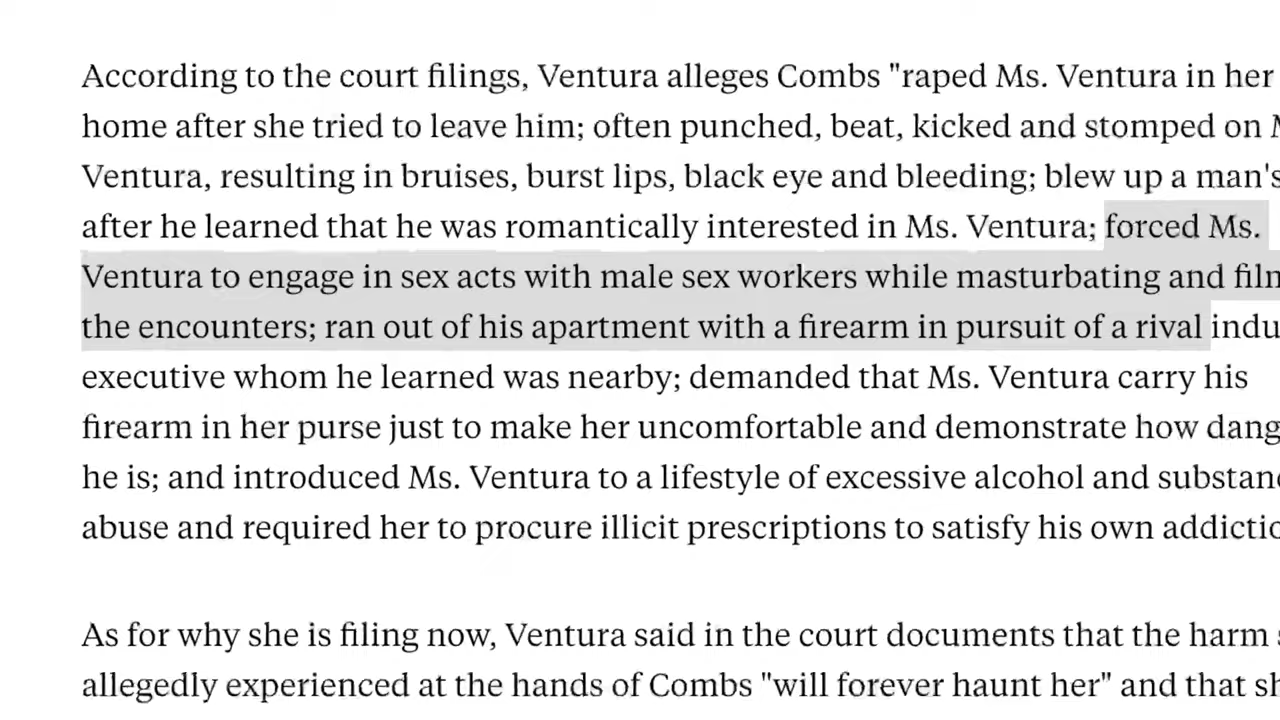 According to the court filings, Ventura alleges Combs "raped Ms. Ventura in her
home after she tried to leave him; often punched, beat, kicked and stomped on
Ventura, resulting in bruises, burst lips, black eye and bleeding; blew up a man's
after he learned that he was romantically interested in Ms. Ventura; forced Ms.
Ventura to engage in sex acts with male sex workers while masturbating and
the encounters; ran out of his apartment with a firearm in pursuit of a rival
executive whom he learned was nearby; demanded that Ms. Ventura carry his
firearm in her purse just to make her uncomfortable and demonstrate how
he is; and introduced Ms. Ventura to a lifestyle of excessive alcohol and
abuse and required her to procure illicit prescriptions to satisfy his own
As for why she is filing now, Ventura said in the court documents that the harm
allegedly experienced at the hands of Combs "will forever haunt her" and that